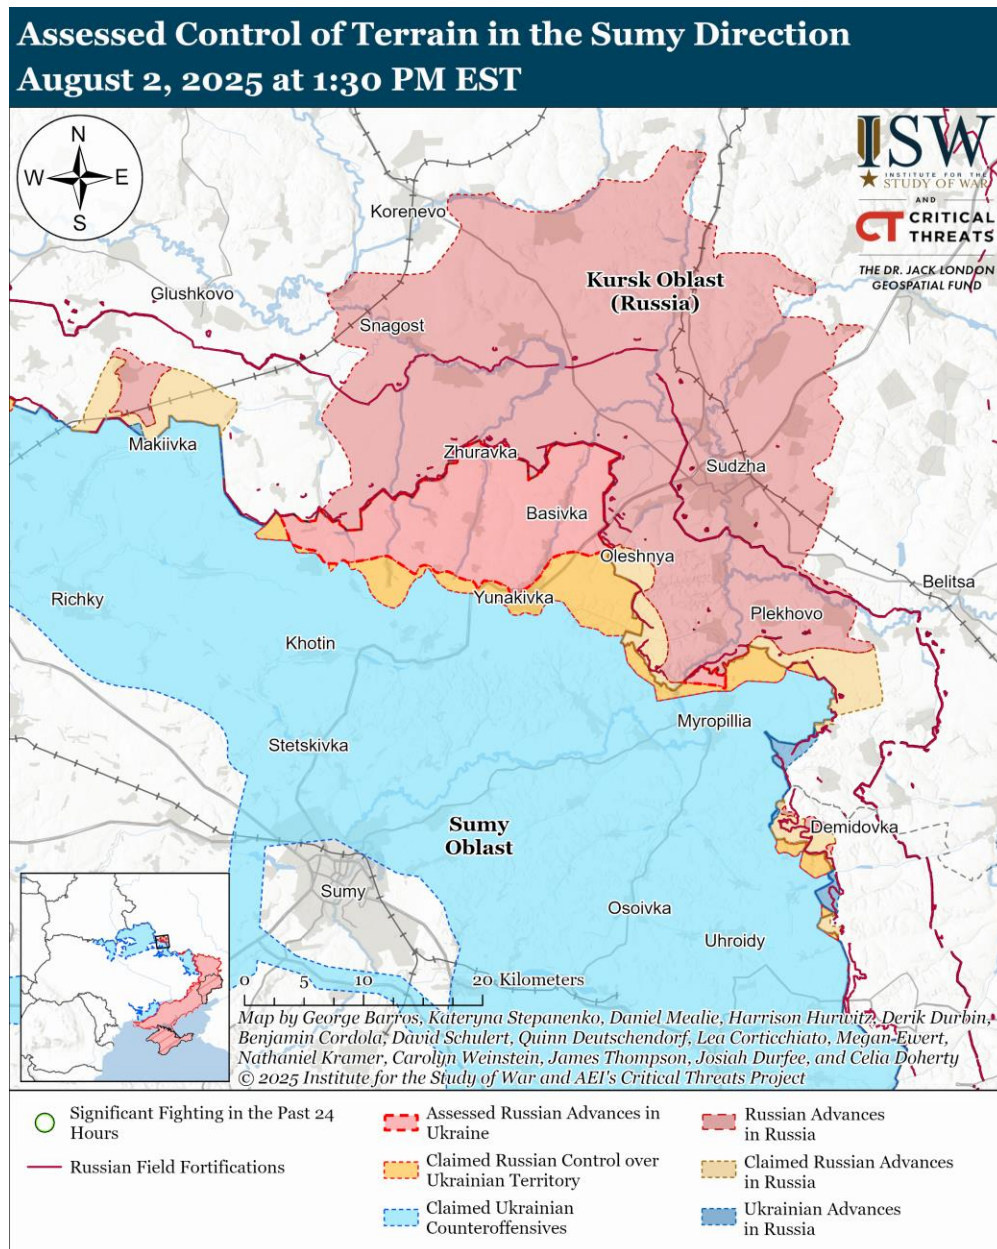 Assessed Control of Terrain in the Sumy Direction
August 2, 2025 at 1:30 PM EST
N
W
E
S
ISW
INSTITUTE FOR THE
STUDY OF WAR
AND
CT CRITICAL
THREATS
THE DR. JACK LONDON
GEOSPATIAL FUND
Korenevo
Kursk Oblast
(Russia)
Glushkovo
Snagost
Makiivka
Zhuravka
Sudzha
Basivka
Oleshnya
Belitsa
Richky
Yunakivka
Plekhovo
Khotin
Myropillia
Stetskivka
Sumy
Oblast
Demidovka
Sumy
Osoivka
Uhroidy
0 5 10 20 Kilometers
Map by George Barros, Kateryna Stepanenko, Daniel Mealie, Harrison Hurwitz, Derik Durbin,
Benjamin Cordola, David Schulert, Quinn Deutschendorf, Lea Corticchiato, Megan Ewert,
Nathaniel Kramer, Carolyn Weinstein, James Thompson, Josiah Durfee, and Celia Doherty
© 2025 Institute for the Study of War and AEI's Critical Threats Project
Significant Fighting in the Past 24
Hours
Russian Field Fortifications
Assessed Russian Advances in
Ukraine
Claimed Russian Control over
Ukrainian Territory
Claimed Ukrainian
Counteroffensives
Russian Advances
in Russia
Claimed Russian Advances
in Russia
Ukrainian Advances
in Russia